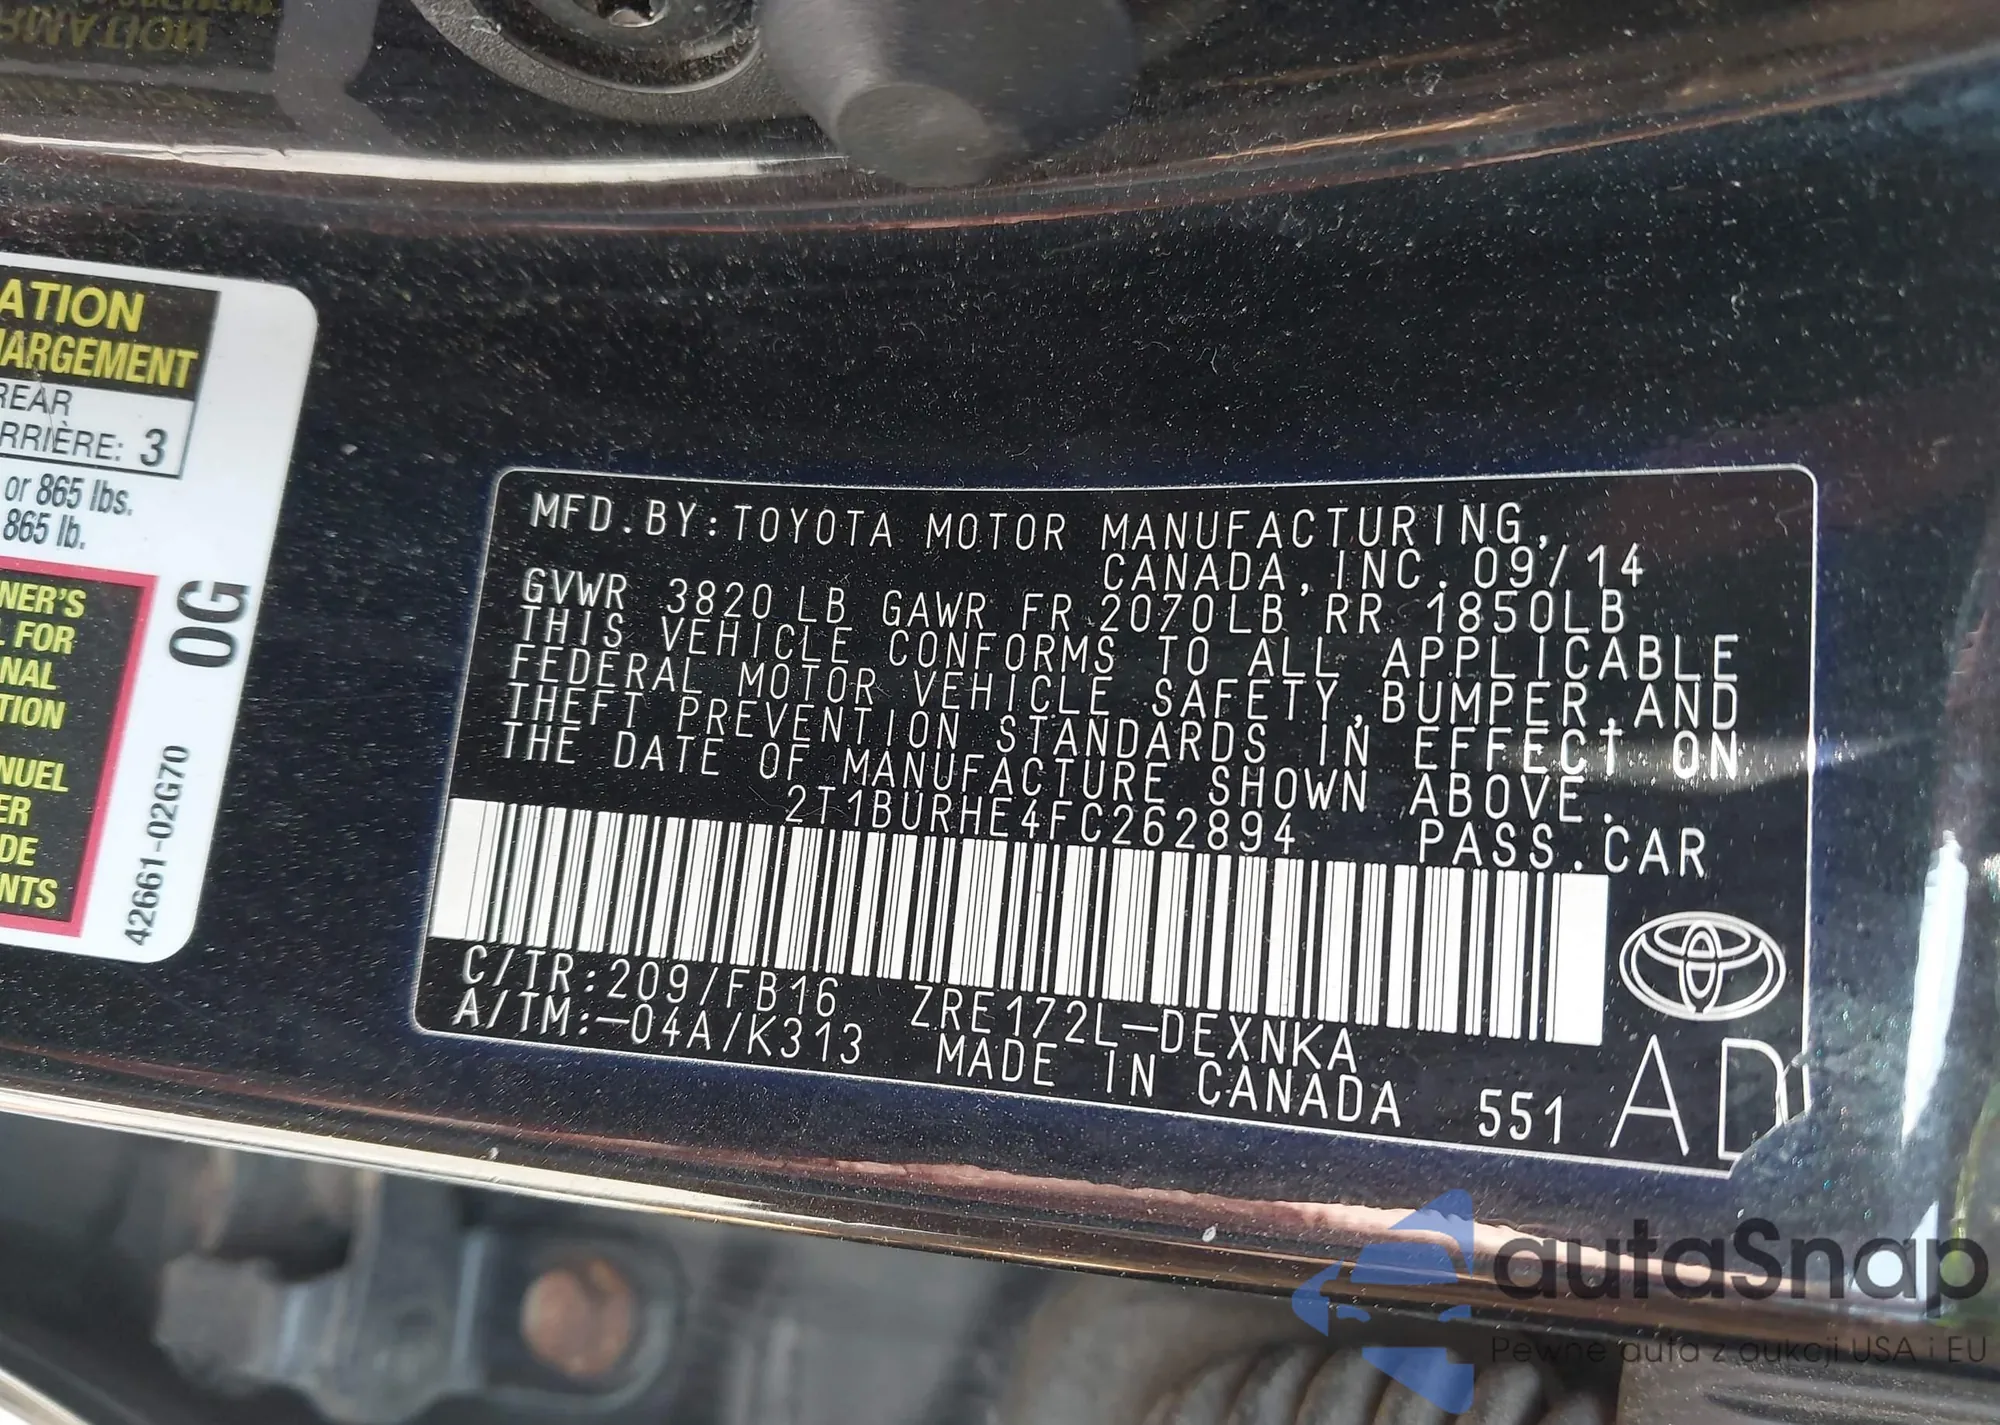 ATION
ARGEMENT
REAR
RRIÈRE: 3
or 865 lbs.
865 lb.
NER'S
FOR
NAL
TION
NUEL
ER
DE
NTS
42661-02G70 0G
MFD.BY:TOYOTA MOTOR MANUFACTURING,
CANADA, INC. 09/14
GVWR 3820LB GAWR FR 2070LB RR 1850LB
THIS VEHICLE CONFORMS TO ALL APPLICABLE
FEDERAL MOTOR VEHICLE SAFETY,BUMPER,AND
THEFT PREVENTION STANDARDS IN EFFECT ON
THE DATE OF MANUFACTURE SHOWN ABOVE.
2T1BURHE4FC262894 PASS.CAR
C/TR:209/FB16 ZRE172L-DEXNKA
A/TM:-04A/K313 MADE IN CANADA 551 AD
autaSnap
Pewne auta z aukcji USA i EU